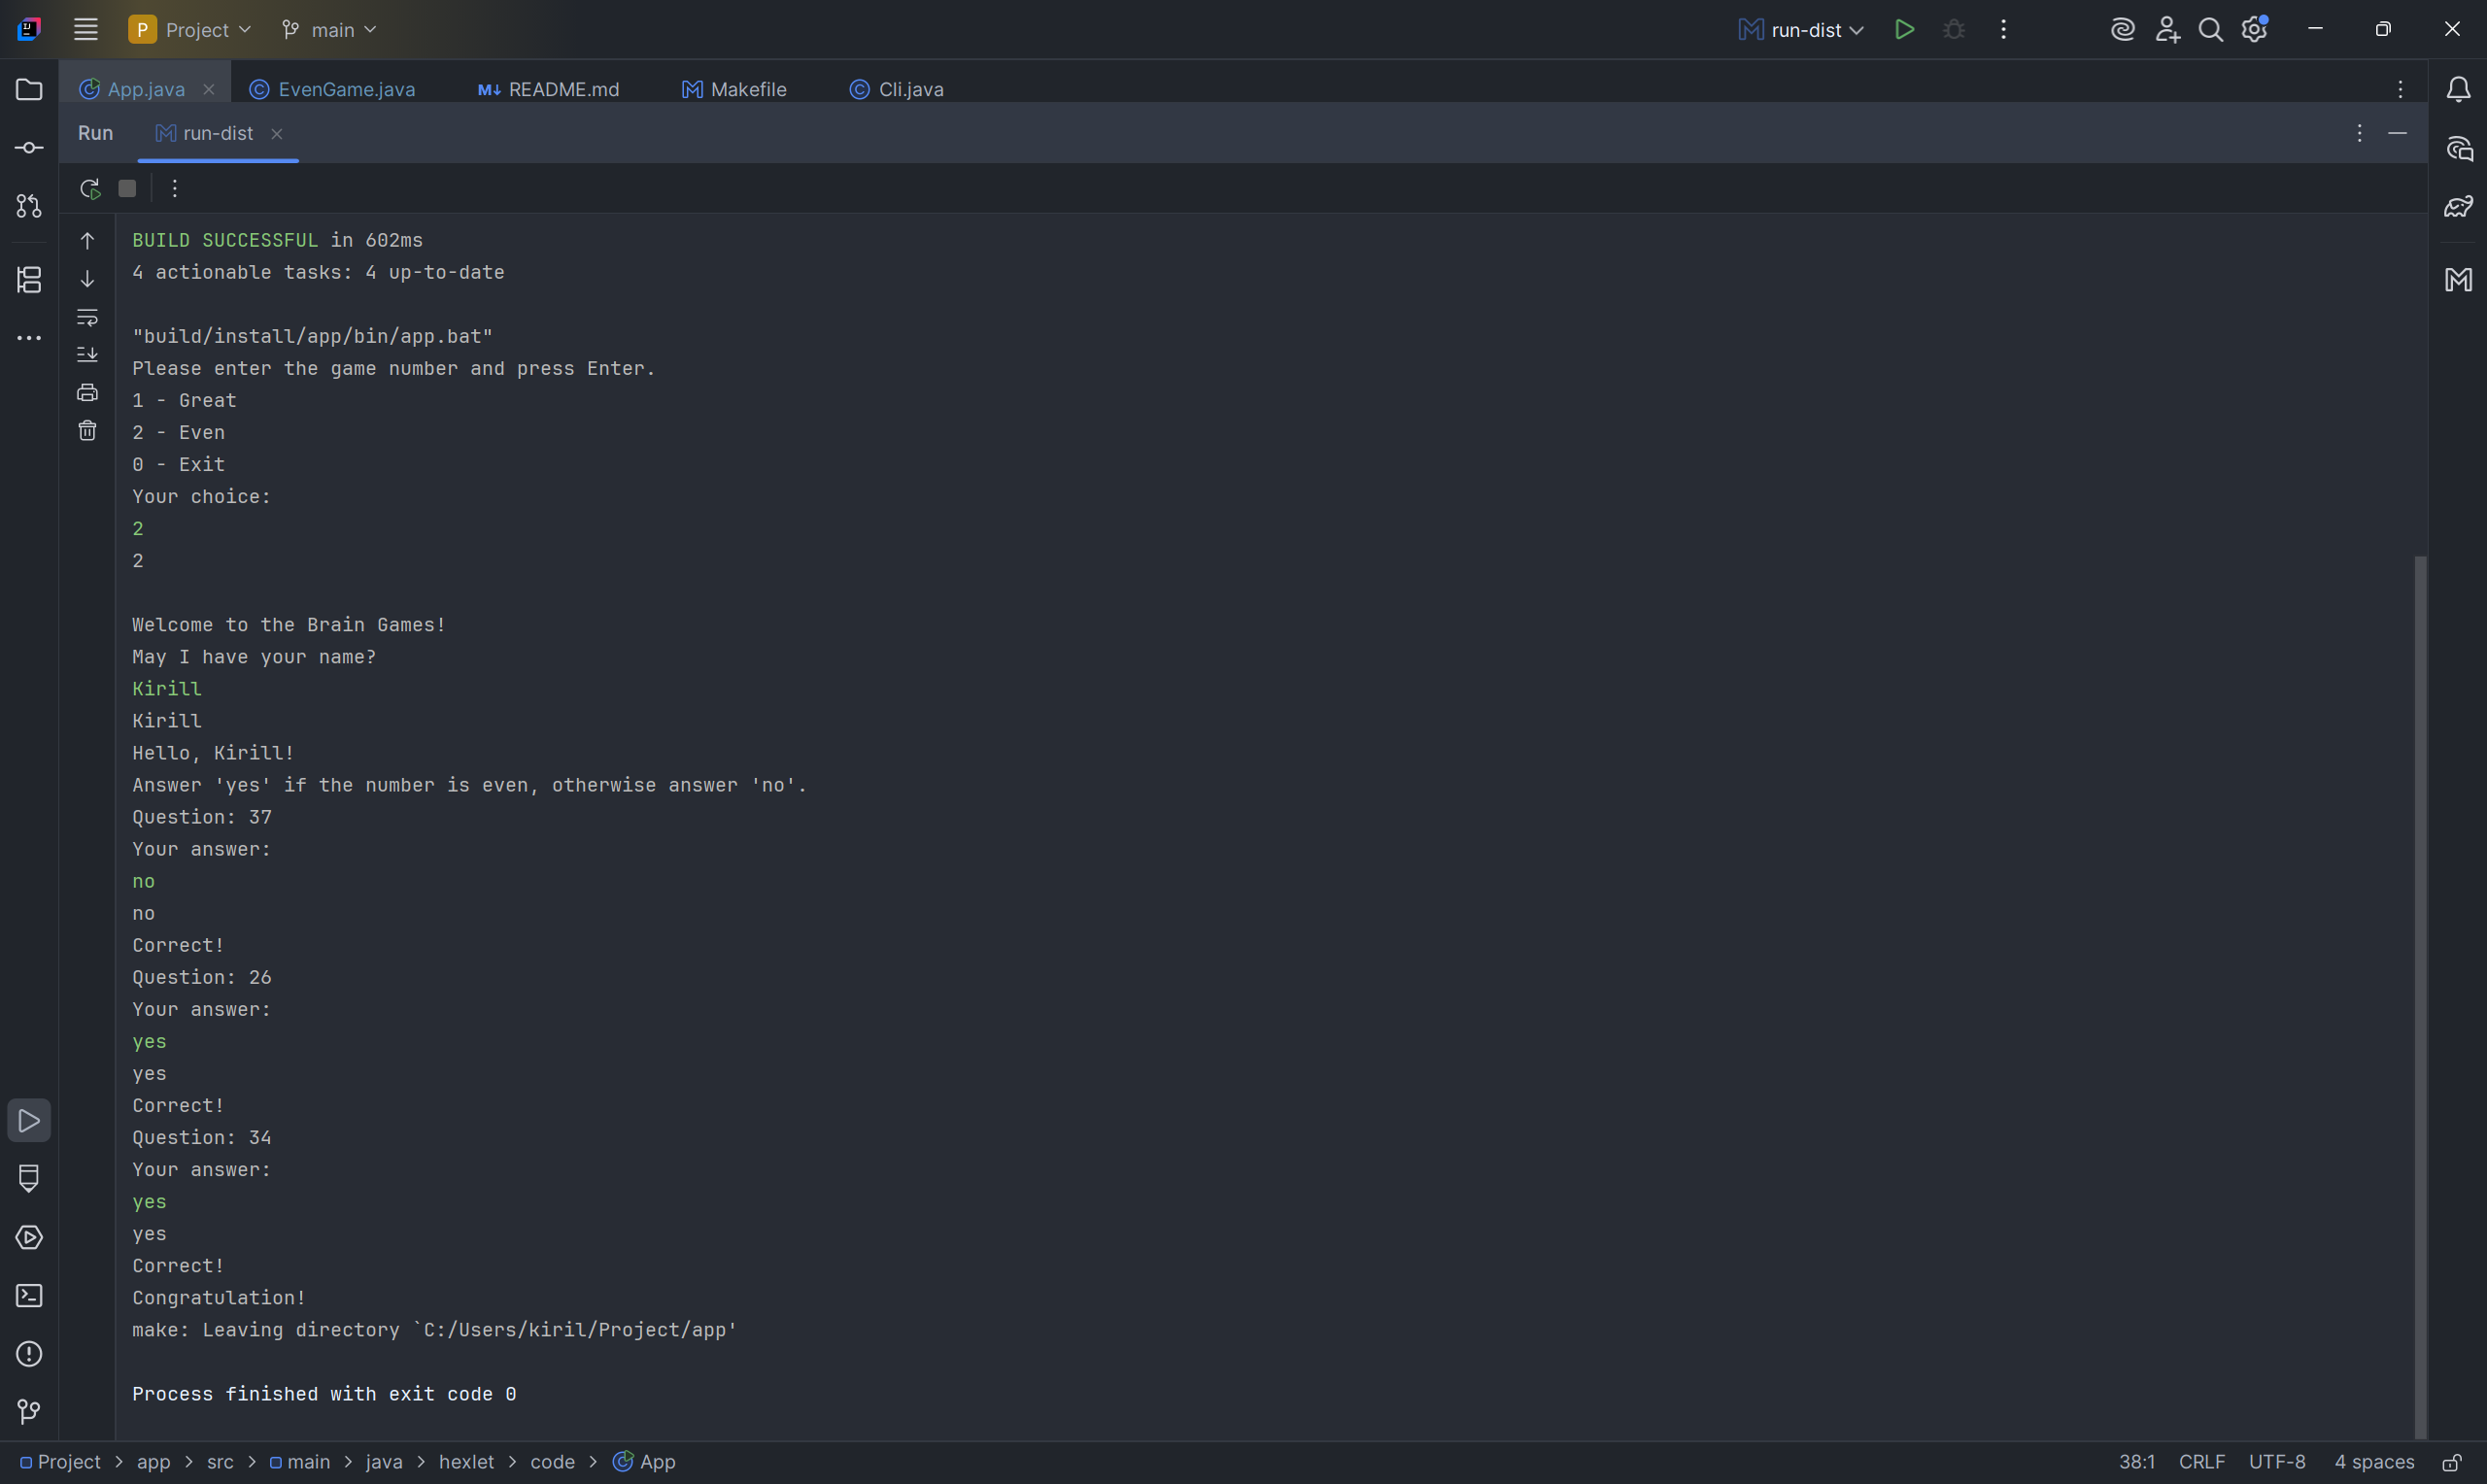 P Project main run-dist
App.java EvenGame.java M↓ README.md Makefile Cli.java
Run run-dist
BUILD SUCCESSFUL in 602ms
4 actionable tasks: 4 up-to-date
"build/install/app/bin/app.bat"
Please enter the game number and press Enter.
1 - Great
2 - Even
0 - Exit
Your choice:
2
2
Welcome to the Brain Games!
May I have your name?
Kirill
Kirill
Hello, Kirill!
Answer 'yes' if the number is even, otherwise answer 'no'.
Question: 37
Your answer:
no
no
Correct!
Question: 26
Your answer:
yes
yes
Correct!
Question: 34
Your answer:
yes
yes
Correct!
Congratulation!
make: Leaving directory `C:/Users/kiril/Project/app'
Process finished with exit code 0
Project > app > src > main > java > hexlet > code > App 38:1 CRLF UTF-8 4 spaces